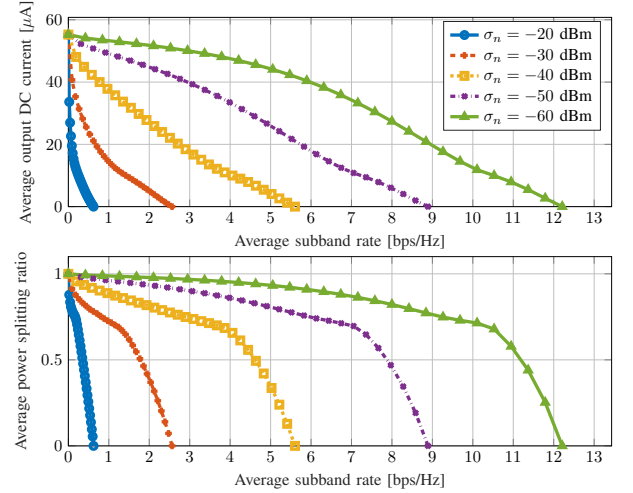 Average output DC current [μA]
60
40
20
0
σn = −20 dBm
σn = −30 dBm
σn = −40 dBm
σn = −50 dBm
σn = −60 dBm
0 1 2 3 4 5 6 7 8 9 10 11 12 13
Average subband rate [bps/Hz]
Average power splitting ratio
1
0.5
0
0 1 2 3 4 5 6 7 8 9 10 11 12 13
Average subband rate [bps/Hz]